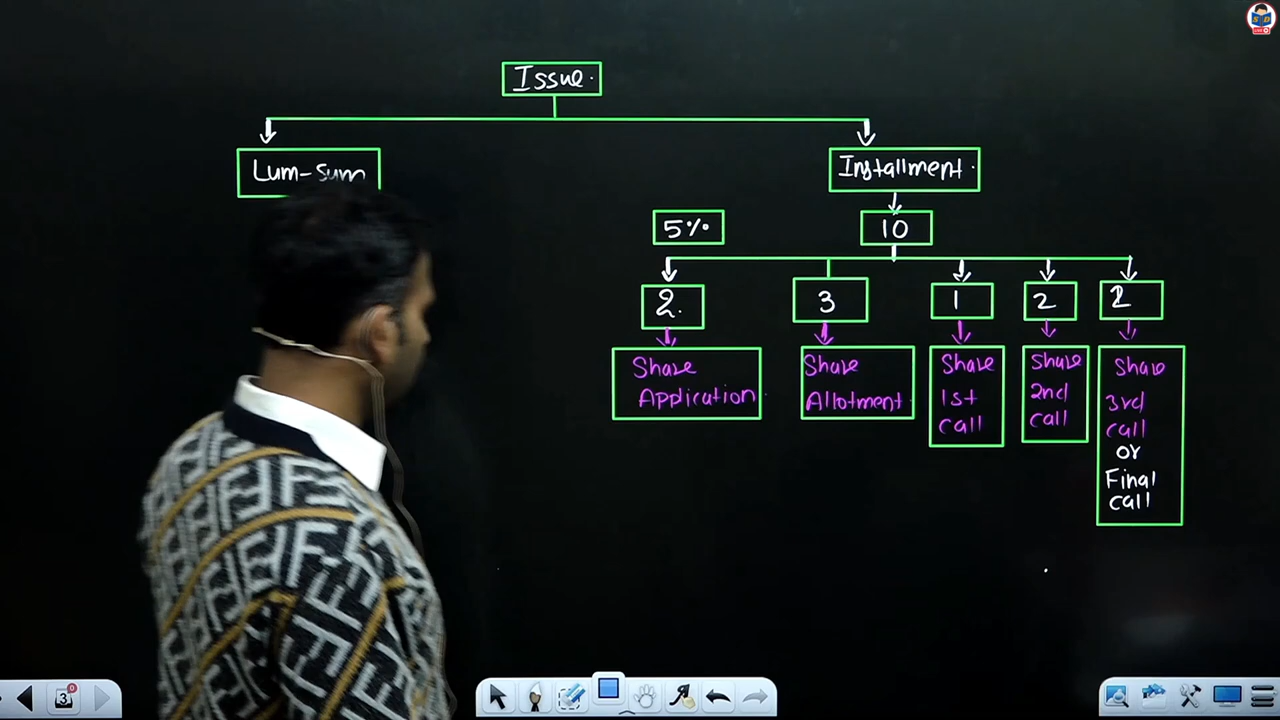 Issue.
Lum-Sum
Installment.
5%
10
2.
3
1
2
2
Share
Application
Share
Allotment
Share
1st
call
Share
2nd
call
Share
3rd
call
or
Final
call
3